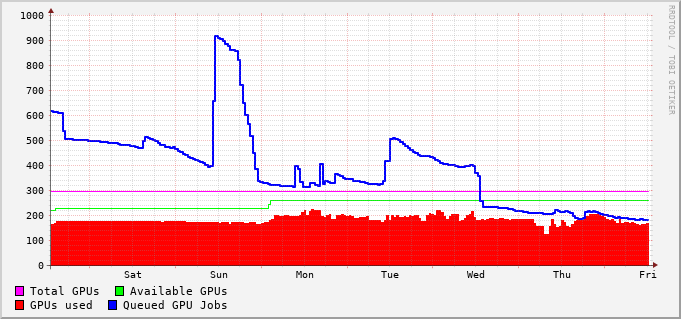 1000
900
800
700
600
500
400
300
200
100
0
Sat Sun Mon Tue Wed Thu Fri
Total GPUs Available GPUs
GPUs used Queued GPU Jobs
RRDTOOL / TOBI OETIKER